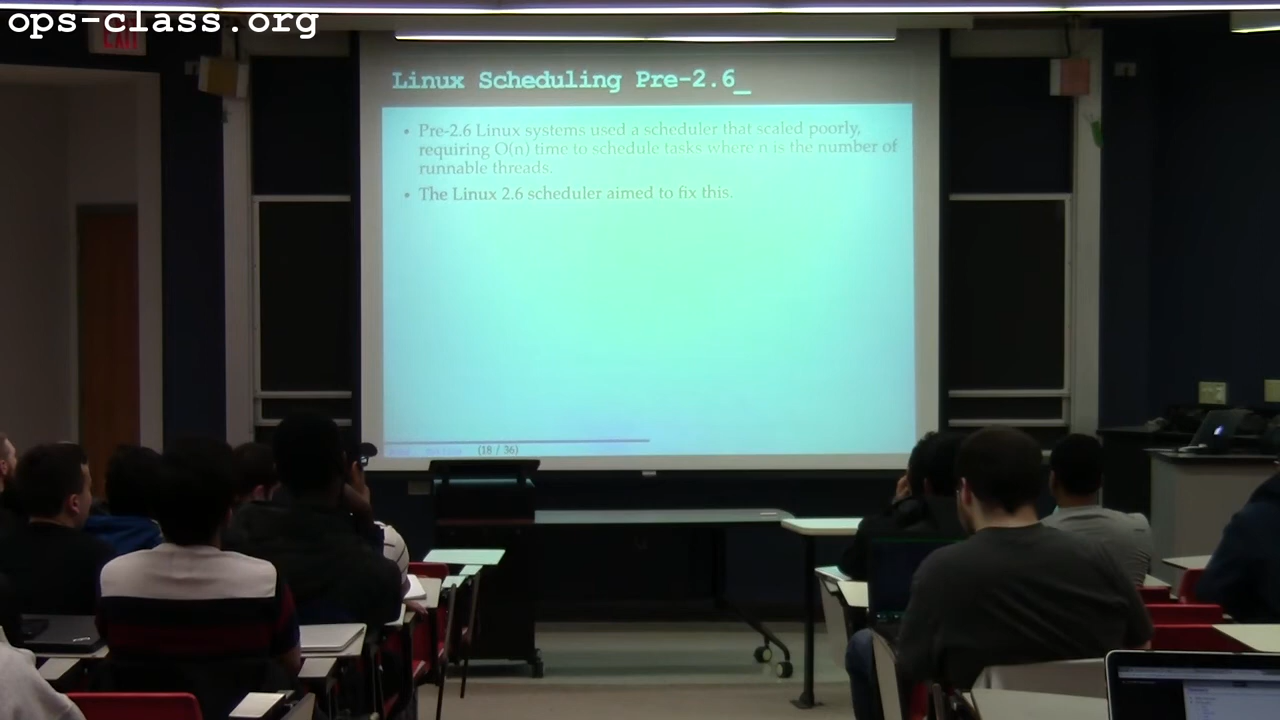 ops-class.org
EXIT
Linux Scheduling Pre-2.6_
• Pre-2.6 Linux systems used a scheduler that scaled poorly,
requiring O(n) time to schedule tasks where n is the number of
runnable threads.
• The Linux 2.6 scheduler aimed to fix this.
(18 / 36)